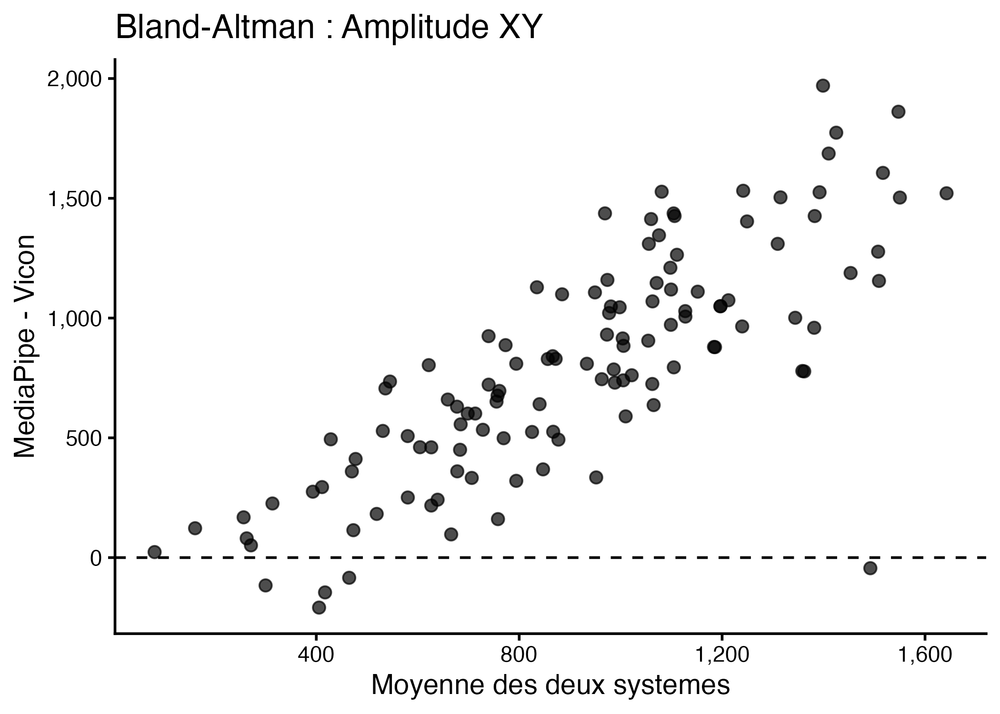 Bland-Altman : Amplitude XY
MediaPipe - Vicon
2,000
1,500
1,000
500
0
400 800 1,200 1,600
Moyenne des deux systemes